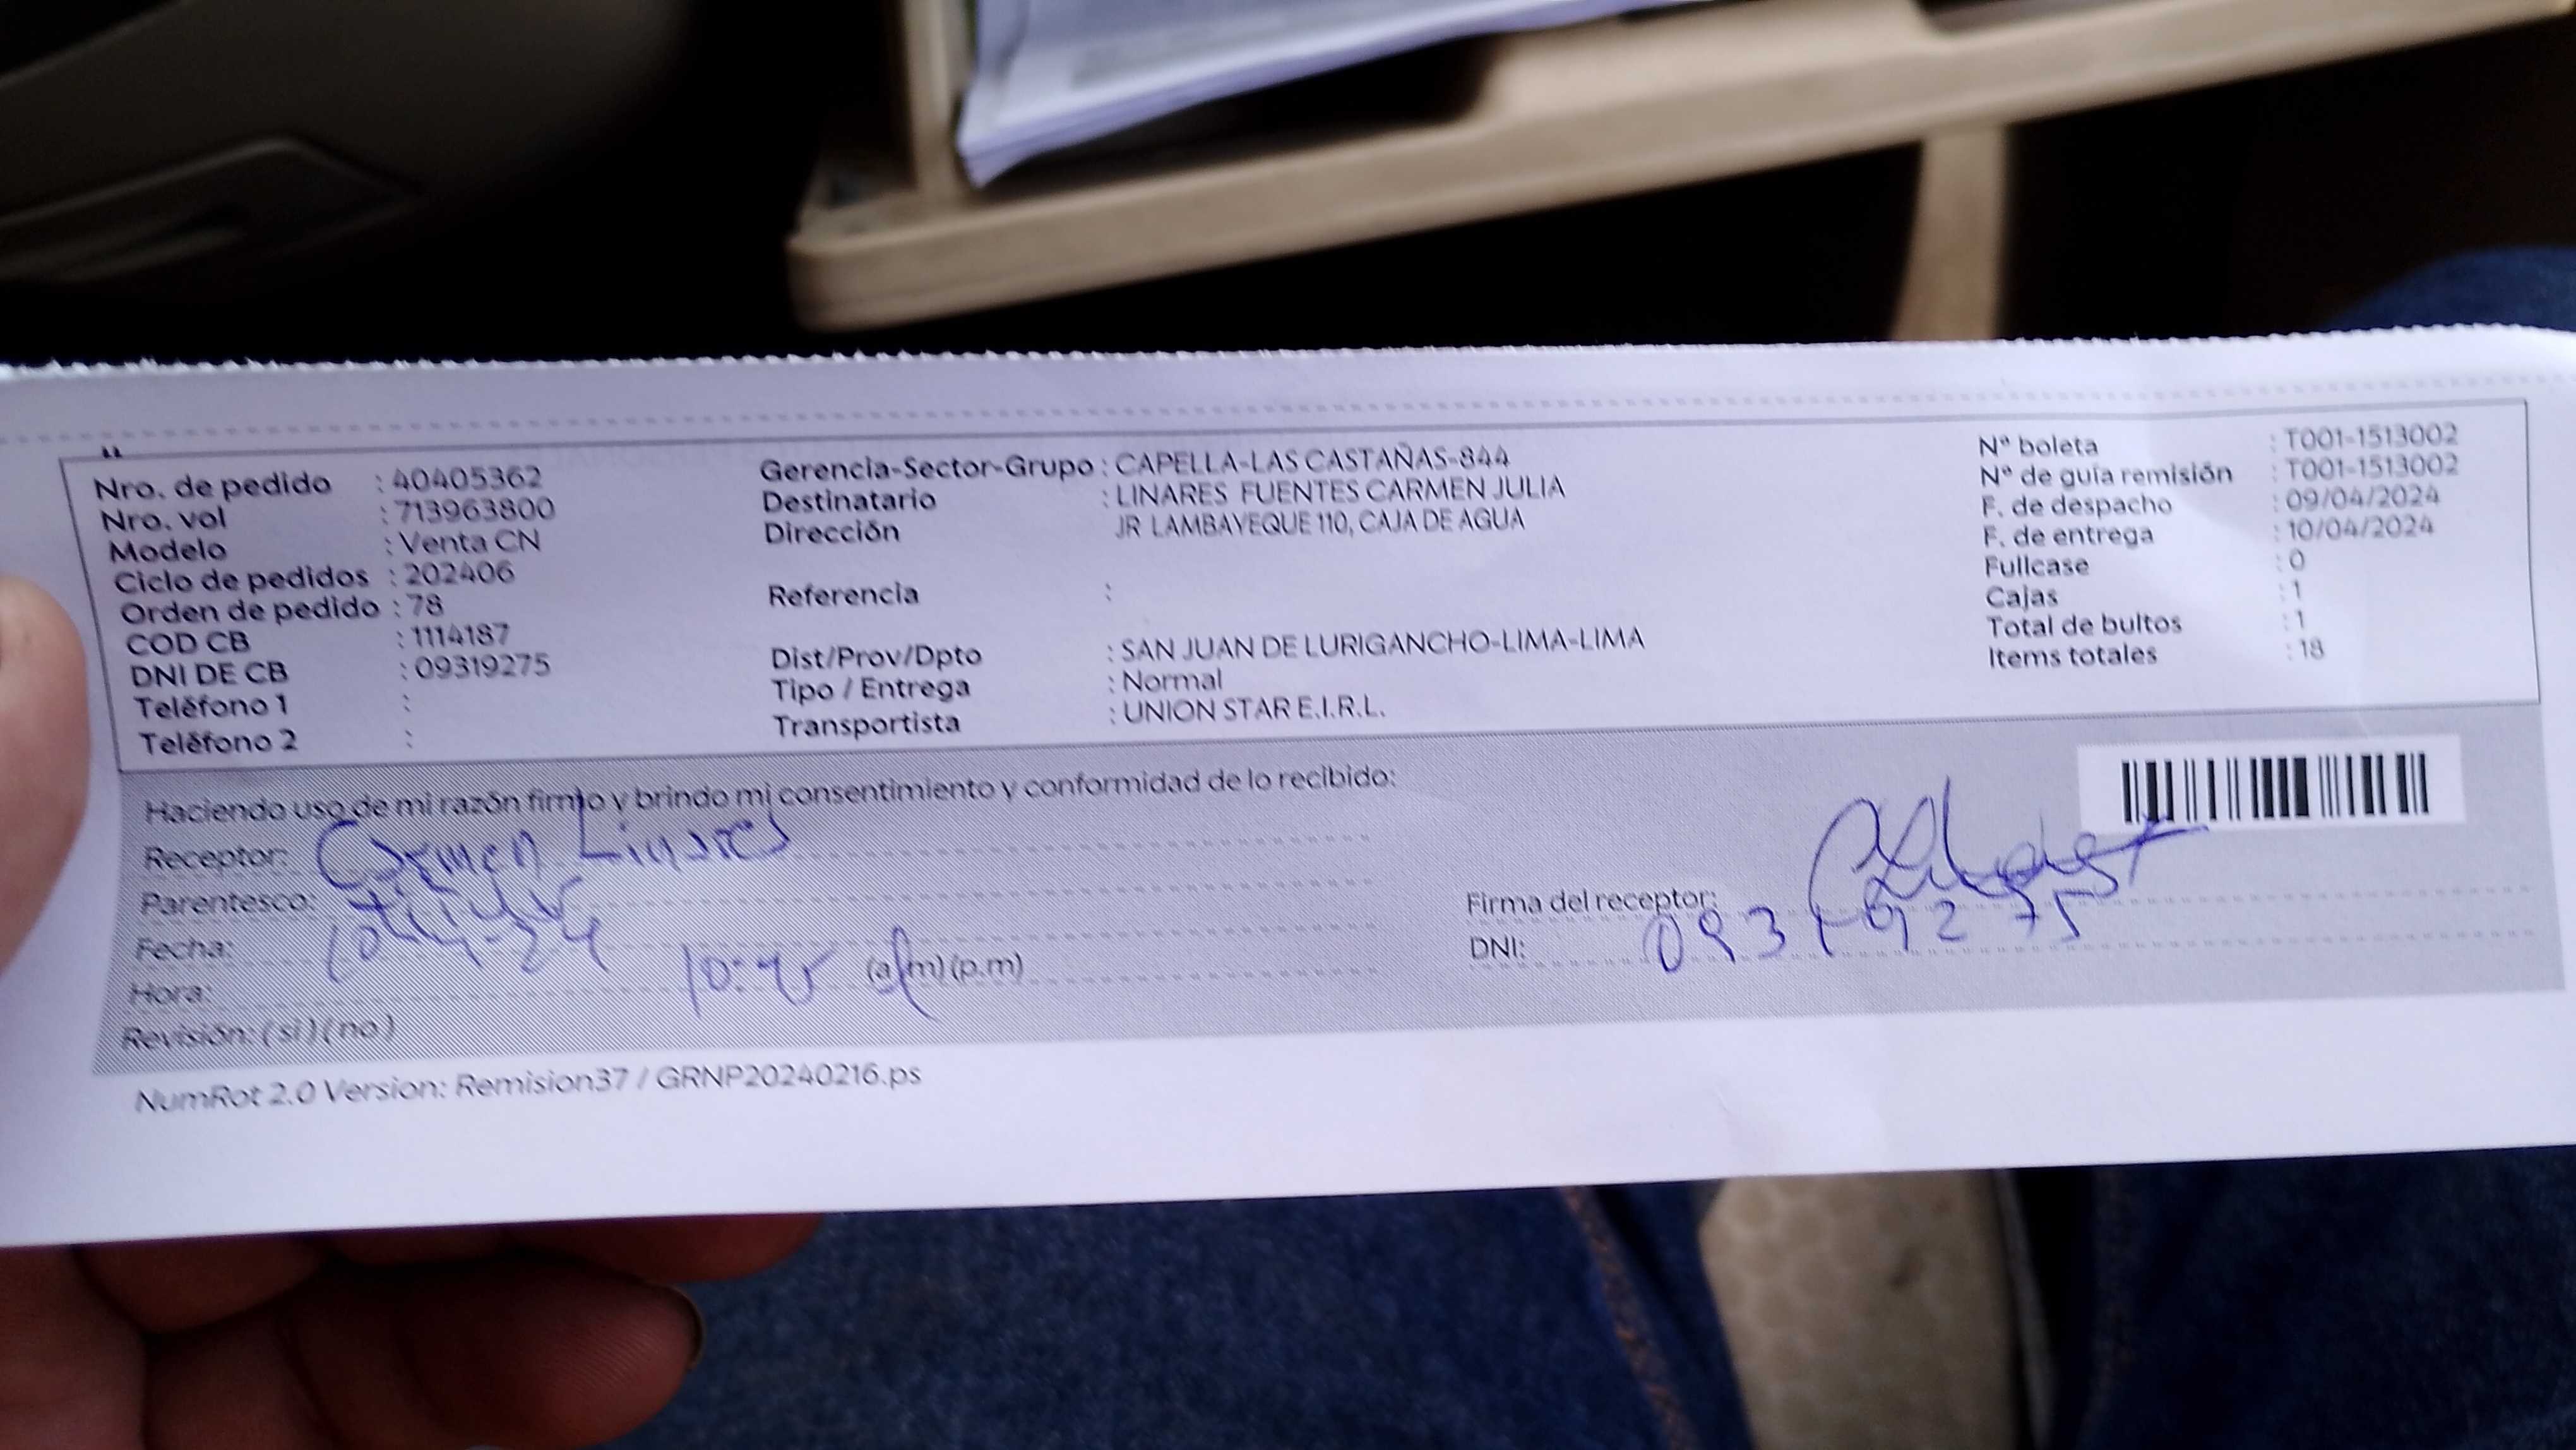 Nro. de pedido : 40405362
Nro. vol : 713963800
Modelo : Venta CN
Ciclo de pedidos : 202406
Orden de pedido : 78
COD CB : 1114187
DNI DE CB : 09319275
Teléfono 1 :
Teléfono 2 :
Gerencia-Sector-Grupo : CAPELLA-LAS CASTAÑAS-844
Destinatario : LINARES FUENTES CARMEN JULIA
Dirección JR LAMBAYEQUE 110, CAJA DE AGUA
Referencia :
Dist/Prov/Dpto : SAN JUAN DE LURIGANCHO-LIMA-LIMA
Tipo / Entrega : Normal
Transportista : UNION STAR E.I.R.L.
Nº boleta : T001-1513002
Nº de guía remisión : T001-1513002
F. de despacho : 09/04/2024
F. de entrega : 10/04/2024
Fullcase : 0
Cajas : 1
Total de bultos : 1
Items totales : 18
Haciendo uso de mi razón firmo y brindo mi consentimiento y conformidad de lo recibido:
Receptor: Carmen Linares
Parentesco: titular
Fecha: 10-4-24
Hora: 10:45 (a.m) (p.m)
Revisión: (si) (no)
Firma del receptor:
DNI: 09319275
NumRot 2.0 Version: Remision37 / GRNP20240216.ps